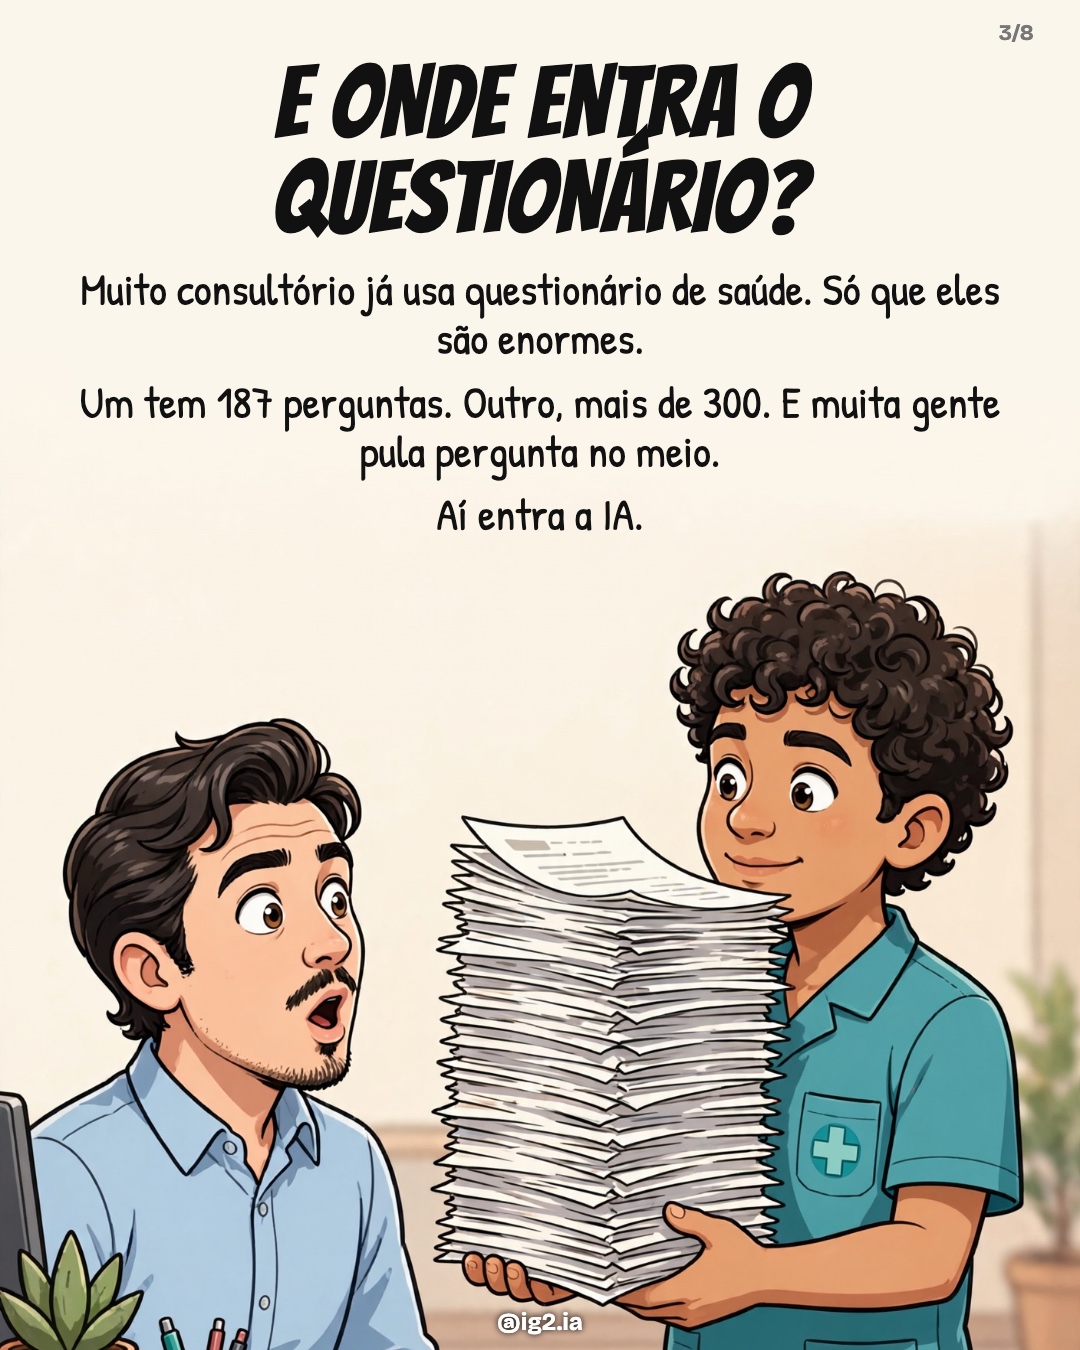 3/8
E ONDE ENTRA O
QUESTIONÁRIO?
Muito consultório já usa questionário de saúde. Só que eles
são enormes.
Um tem 187 perguntas. Outro, mais de 300. E muita gente
pula pergunta no meio.
Aí entra a IA.
@ig2.ia